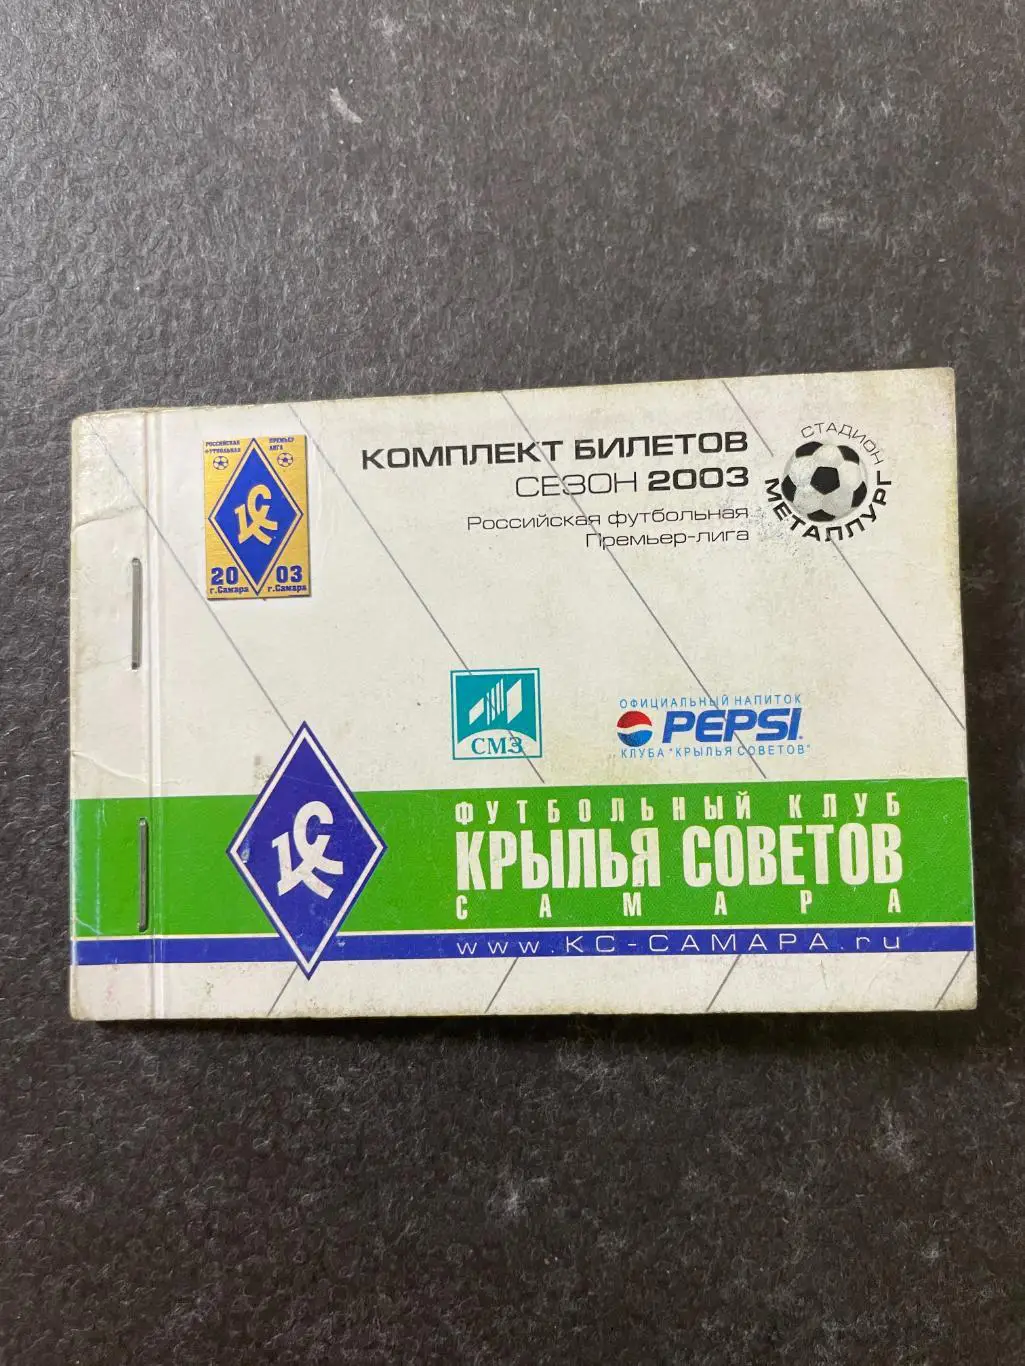 РОССИЙСКАЯ ПРЕМЬЕР
ФУТБОЛЬНАЯ ЛИГА
КС
20 03
г.Самара г.Самара
КОМПЛЕКТ БИЛЕТОВ
СЕЗОН 2003
Российская футбольная
Премьер-лига
СТАДИОН
МЕТАЛЛУРГ
СМЗ
ОФИЦИАЛЬНЫЙ НАПИТОК
PEPSI
КЛУБА "КРЫЛЬЯ СОВЕТОВ"
КС
ФУТБОЛЬНЫЙ КЛУБ
КРЫЛЬЯ СОВЕТОВ
САМАРА
www.КС-САМАРА.ru